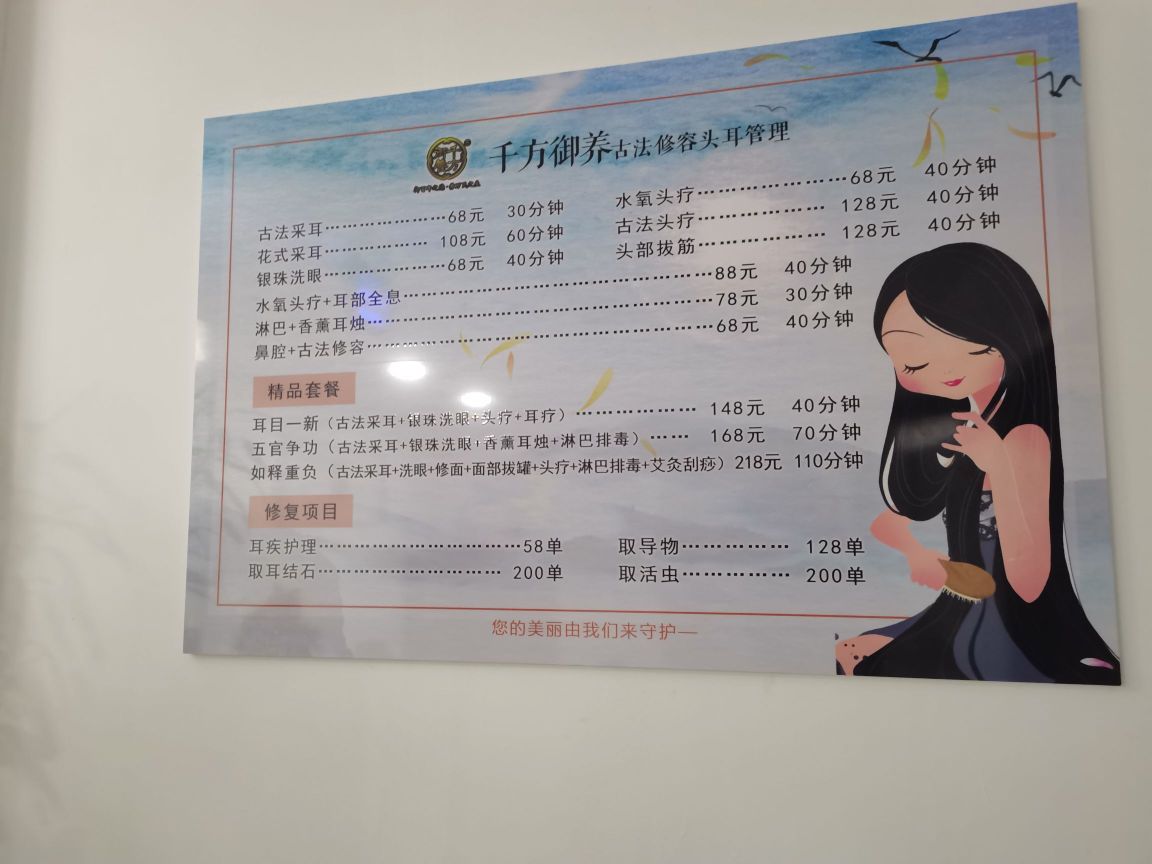 千方御养古法修容头耳管理
古法采耳………………68元 30分钟
花式采耳……………… 108元 60分钟
银珠洗眼………………68元 40分钟
水氧头疗…………………68元 40分钟
古法头疗……………… 128元 40分钟
头部拔筋……………… 128元 40分钟
水氧头疗+耳部全息………………………………………88元 40分钟
淋巴+香薰耳烛……………………………………………78元 30分钟
鼻腔+古法修容……………………………………………68元 40分钟
精品套餐
耳目一新（古法采耳+银珠洗眼+头疗+耳疗）……………… 148元 40分钟
五官争功（古法采耳+银珠洗眼+香薰耳烛+淋巴排毒）…… 168元 70分钟
如释重负（古法采耳+洗眼+修面+面部拔罐+头疗+淋巴排毒+艾灸刮痧）218元 110分钟
修复项目
耳疾护理…………………………58单
取耳结石……………………… 200单
取导物……………… 128单
取活虫……………… 200单
您的美丽由我们来守护—